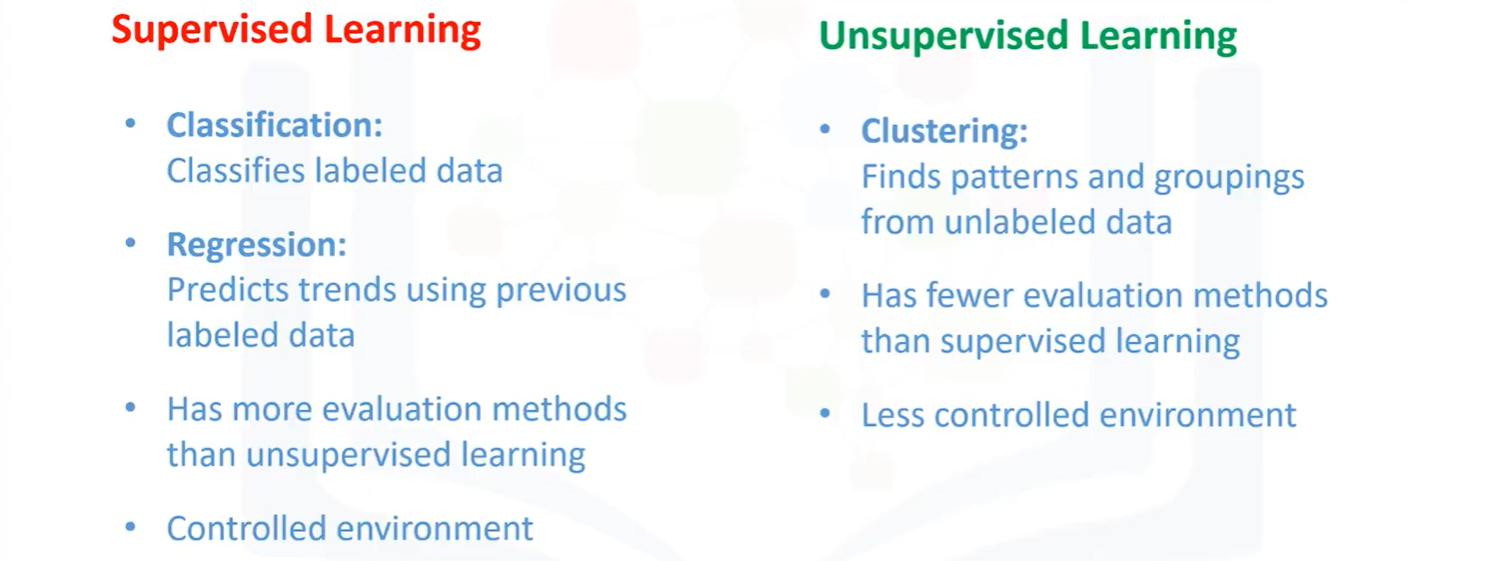 Supervised Learning
• Classification:
Classifies labeled data
• Regression:
Predicts trends using previous
labeled data
• Has more evaluation methods
than unsupervised learning
• Controlled environment
Unsupervised Learning
• Clustering:
Finds patterns and groupings
from unlabeled data
• Has fewer evaluation methods
than supervised learning
• Less controlled environment